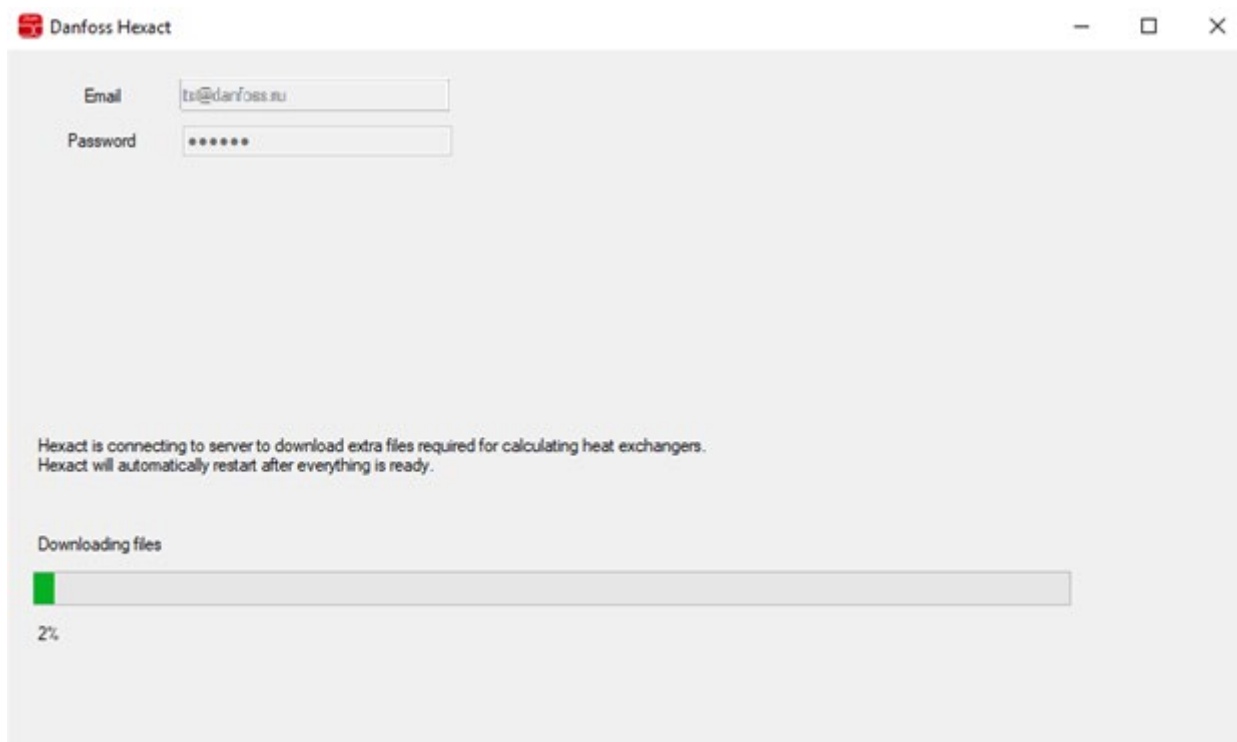 Danfoss Hexact
Email ts@danfoss.ru
Password ••••••
Hexact is connecting to server to download extra files required for calculating heat exchangers.
Hexact will automatically restart after everything is ready.
Downloading files
2%